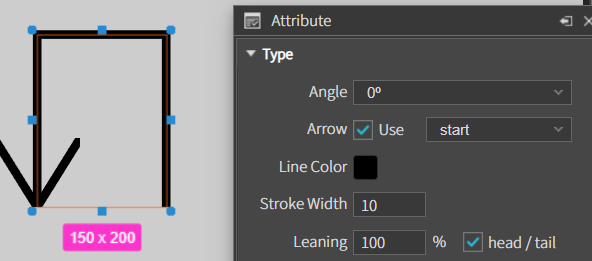 Attribute
Type
Angle 0º
Arrow Use start
Line Color
Stroke Width 10
Leaning 100 % head / tail
150 x 200